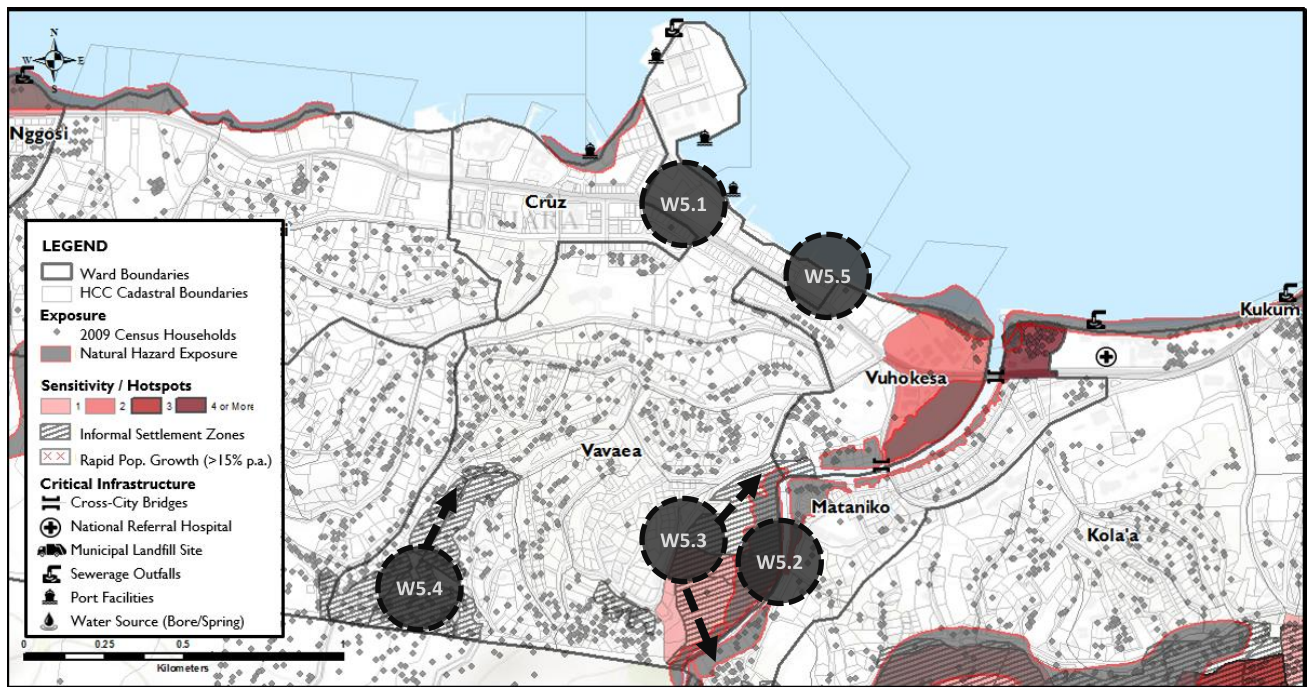 N
W
E
S
Nggosi
Cruz
HONIARA
W5.1
W5.5
Kukum
Vuhokesa
Vavaea
Mataniko
Kola'a
W5.3
W5.2
W5.4
LEGEND
Ward Boundaries
HCC Cadastral Boundaries
Exposure
2009 Census Households
Natural Hazard Exposure
Sensitivity / Hotspots
1 2 3 4 or More
Informal Settlement Zones
Rapid Pop. Growth (>15% p.a.)
Critical Infrastructure
Cross-City Bridges
National Referral Hospital
Municipal Landfill Site
Sewerage Outfalls
Port Facilities
Water Source (Bore/Spring)
0 0.25 0.5 1
Kilometers